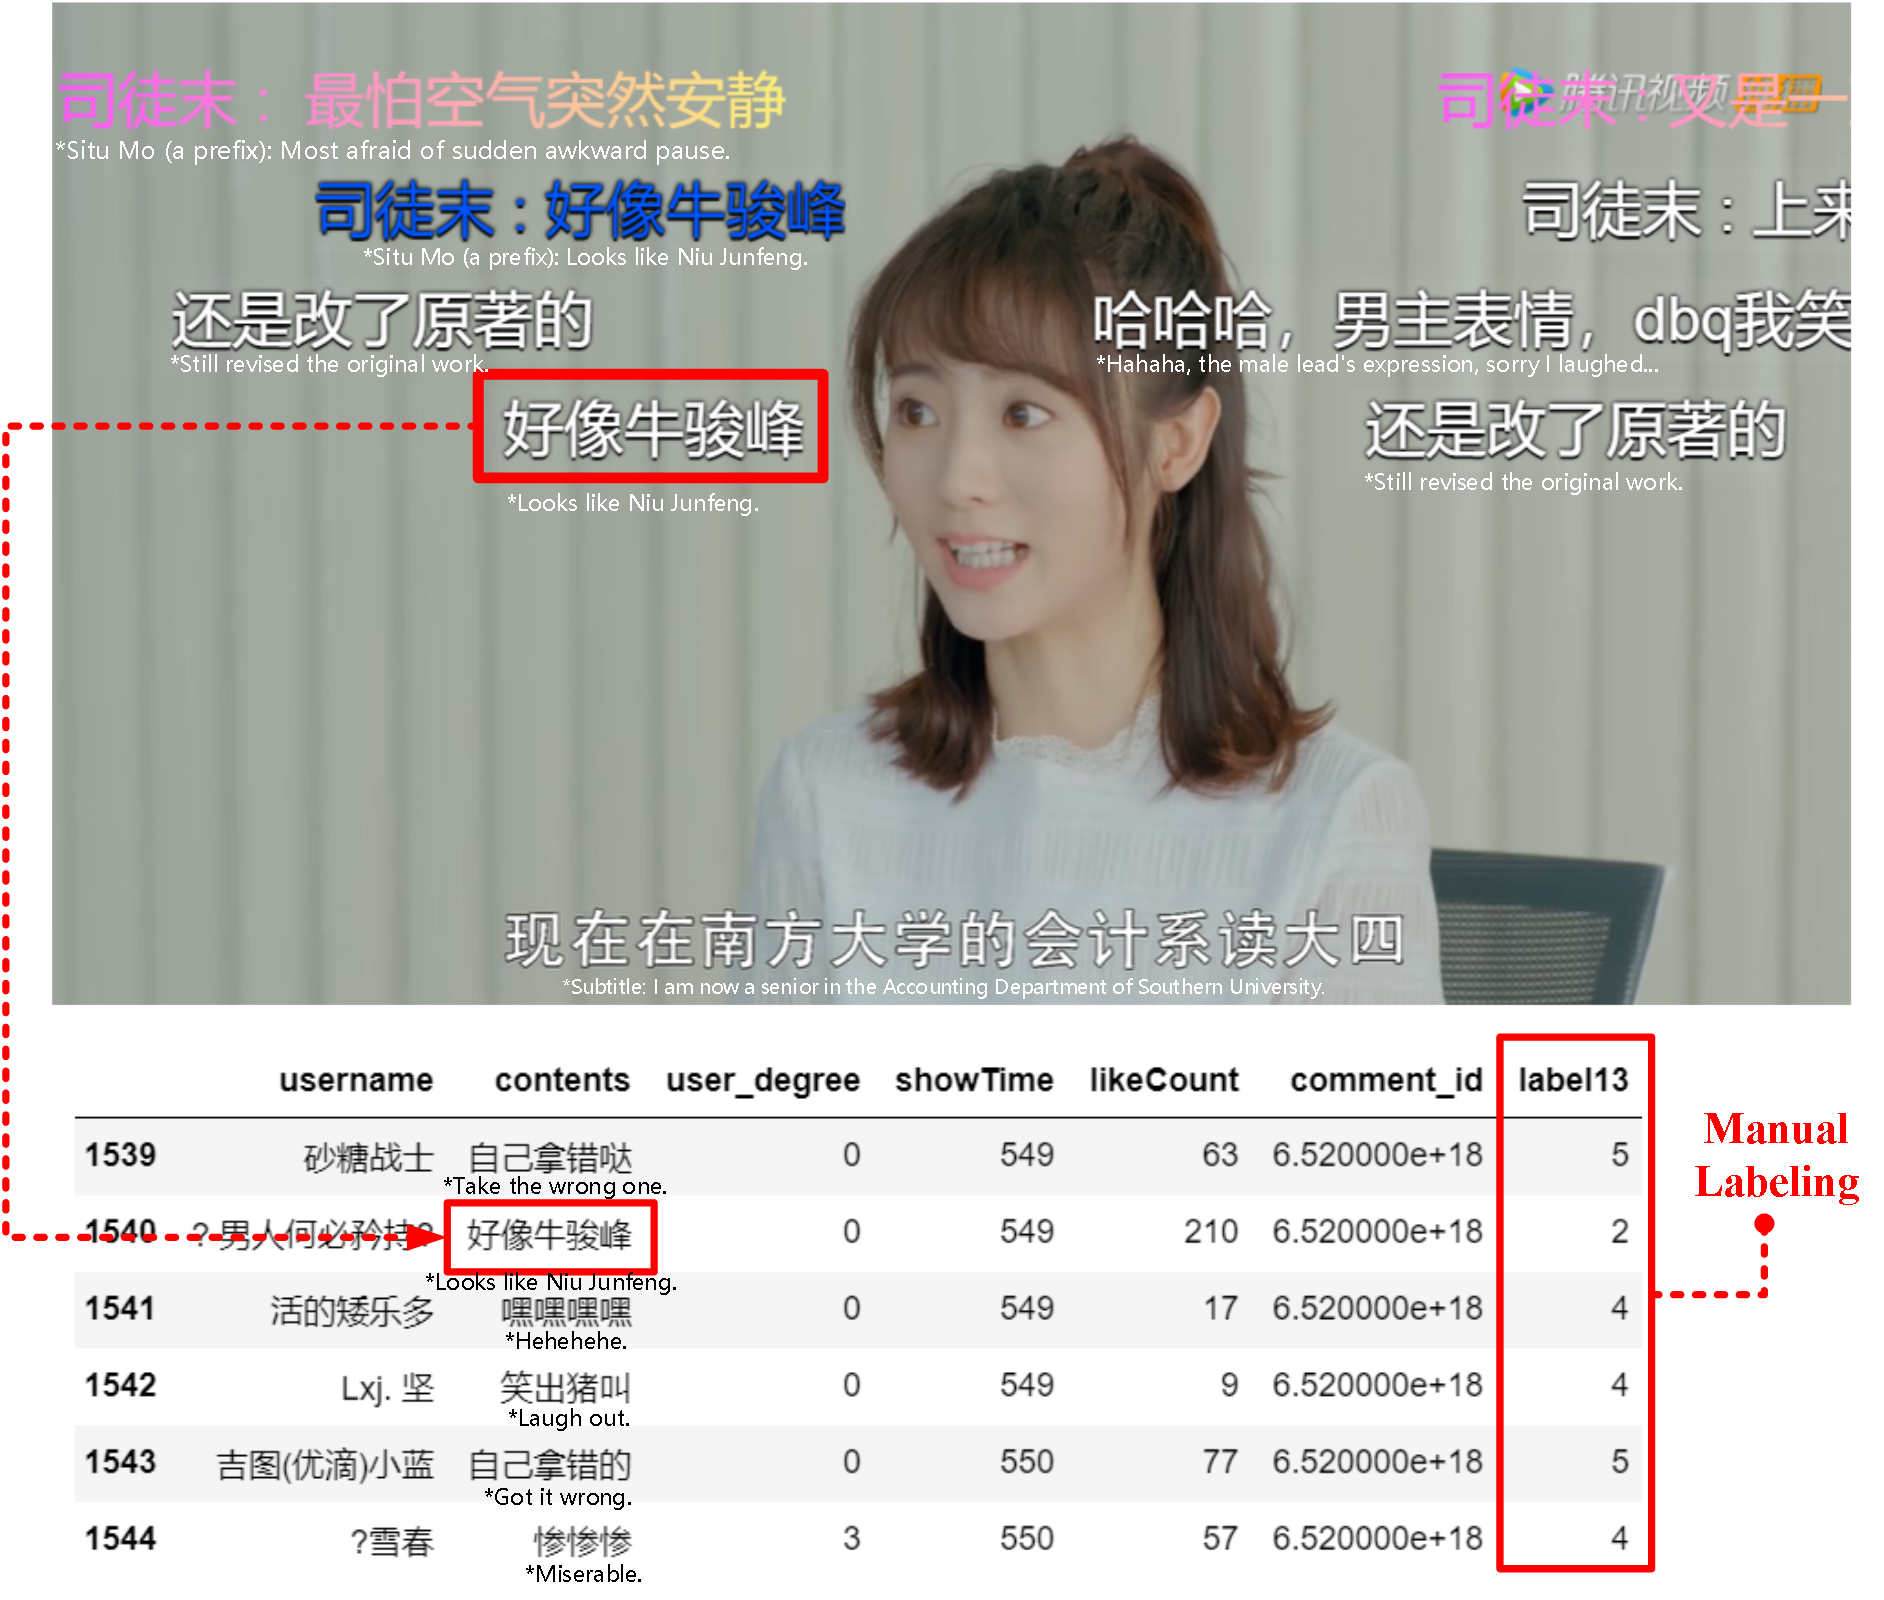 司徒末：最怕空气突然安静
司徒末：又是一
腾讯视频
*Situ Mo (a prefix): Most afraid of sudden awkward pause.
司徒末：好像牛骏峰
司徒末：上来
*Situ Mo (a prefix): Looks like Niu Junfeng.
还是改了原著的
哈哈哈，男主表情，dbq我笑
*Still revised the original work.
*Hahaha, the male lead's expression, sorry I laughed...
好像牛骏峰
还是改了原著的
*Still revised the original work.
*Looks like Niu Junfeng.
现在在南方大学的会计系读大四
*Subtitle: I am now a senior in the Accounting Department of Southern University.
username contents user_degree showTime likeCount comment_id label13
1539 砂糖战士 自己拿错哒 0 549 63 6.520000e+18 5
*Take the wrong one.
1540 ?男人何必矜持? 好像牛骏峰 0 549 210 6.520000e+18 2
*Looks like Niu Junfeng.
1541 活的矮乐多 嘿嘿嘿嘿 0 549 17 6.520000e+18 4
*Hehehehe.
1542 Lxj. 坚 笑出猪叫 0 549 9 6.520000e+18 4
*Laugh out.
1543 吉图(优滴)小蓝 自己拿错的 0 550 77 6.520000e+18 5
*Got it wrong.
1544 ?雪春 惨惨惨 3 550 57 6.520000e+18 4
*Miserable.
Manual
Labeling